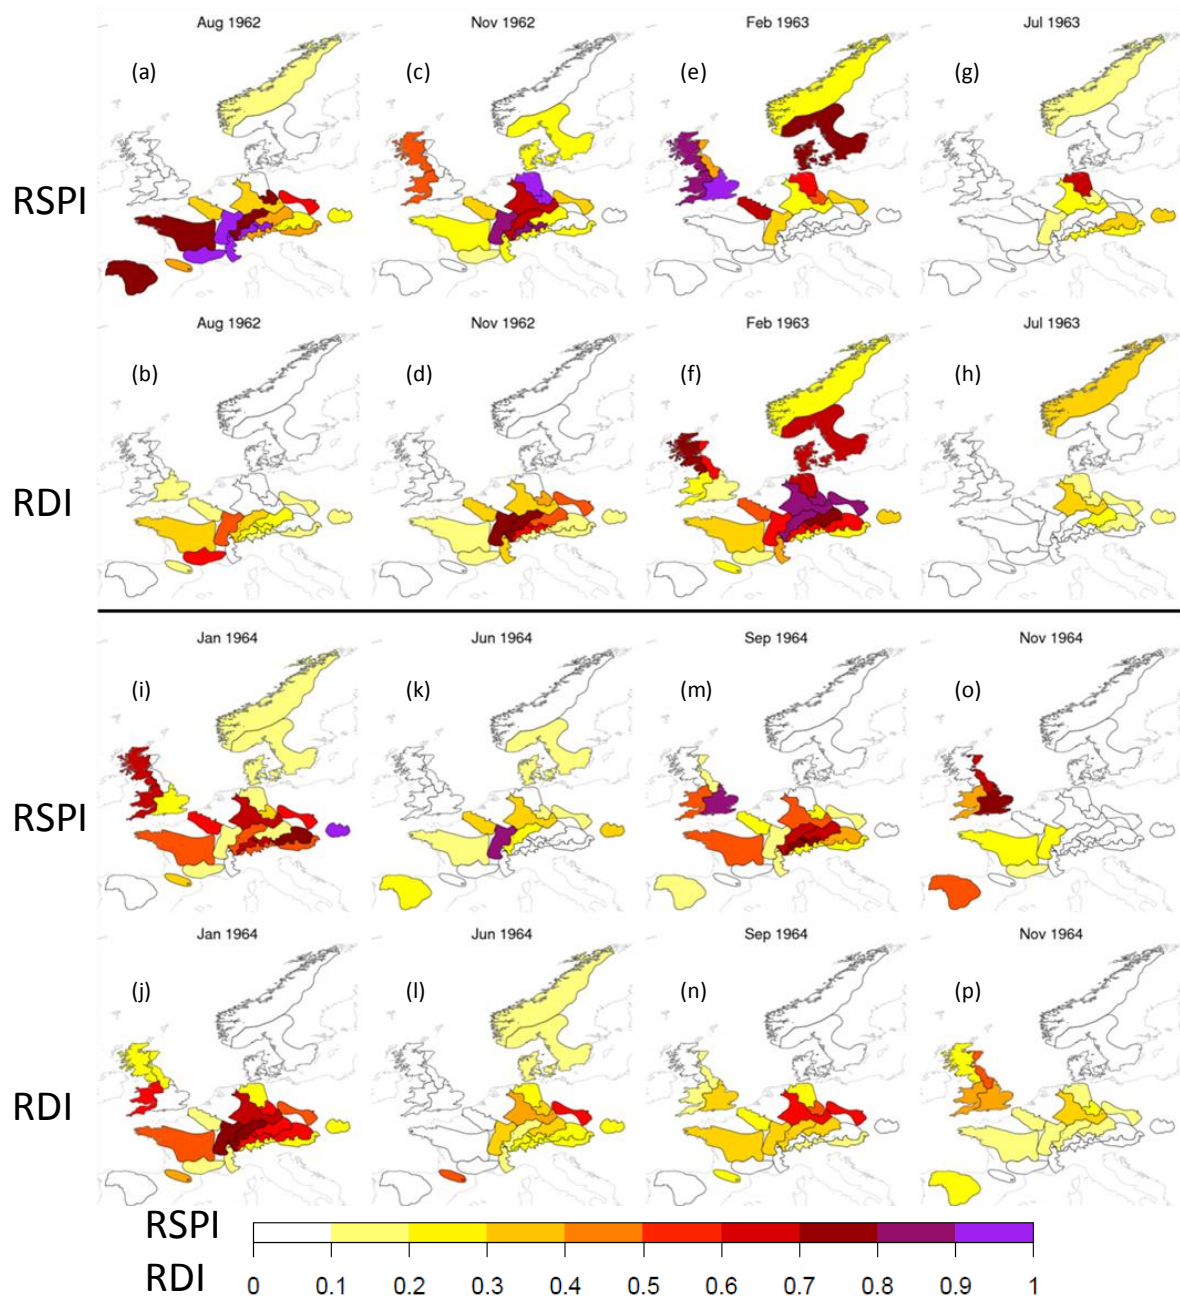 Aug 1962 Nov 1962 Feb 1963 Jul 1963
(a) (c) (e) (g)
RSPI
Aug 1962 Nov 1962 Feb 1963 Jul 1963
(b) (d) (f) (h)
RDI
Jan 1964 Jun 1964 Sep 1964 Nov 1964
(i) (k) (m) (o)
RSPI
Jan 1964 Jun 1964 Sep 1964 Nov 1964
(j) (l) (n) (p)
RDI
RSPI
RDI
0 0.1 0.2 0.3 0.4 0.5 0.6 0.7 0.8 0.9 1